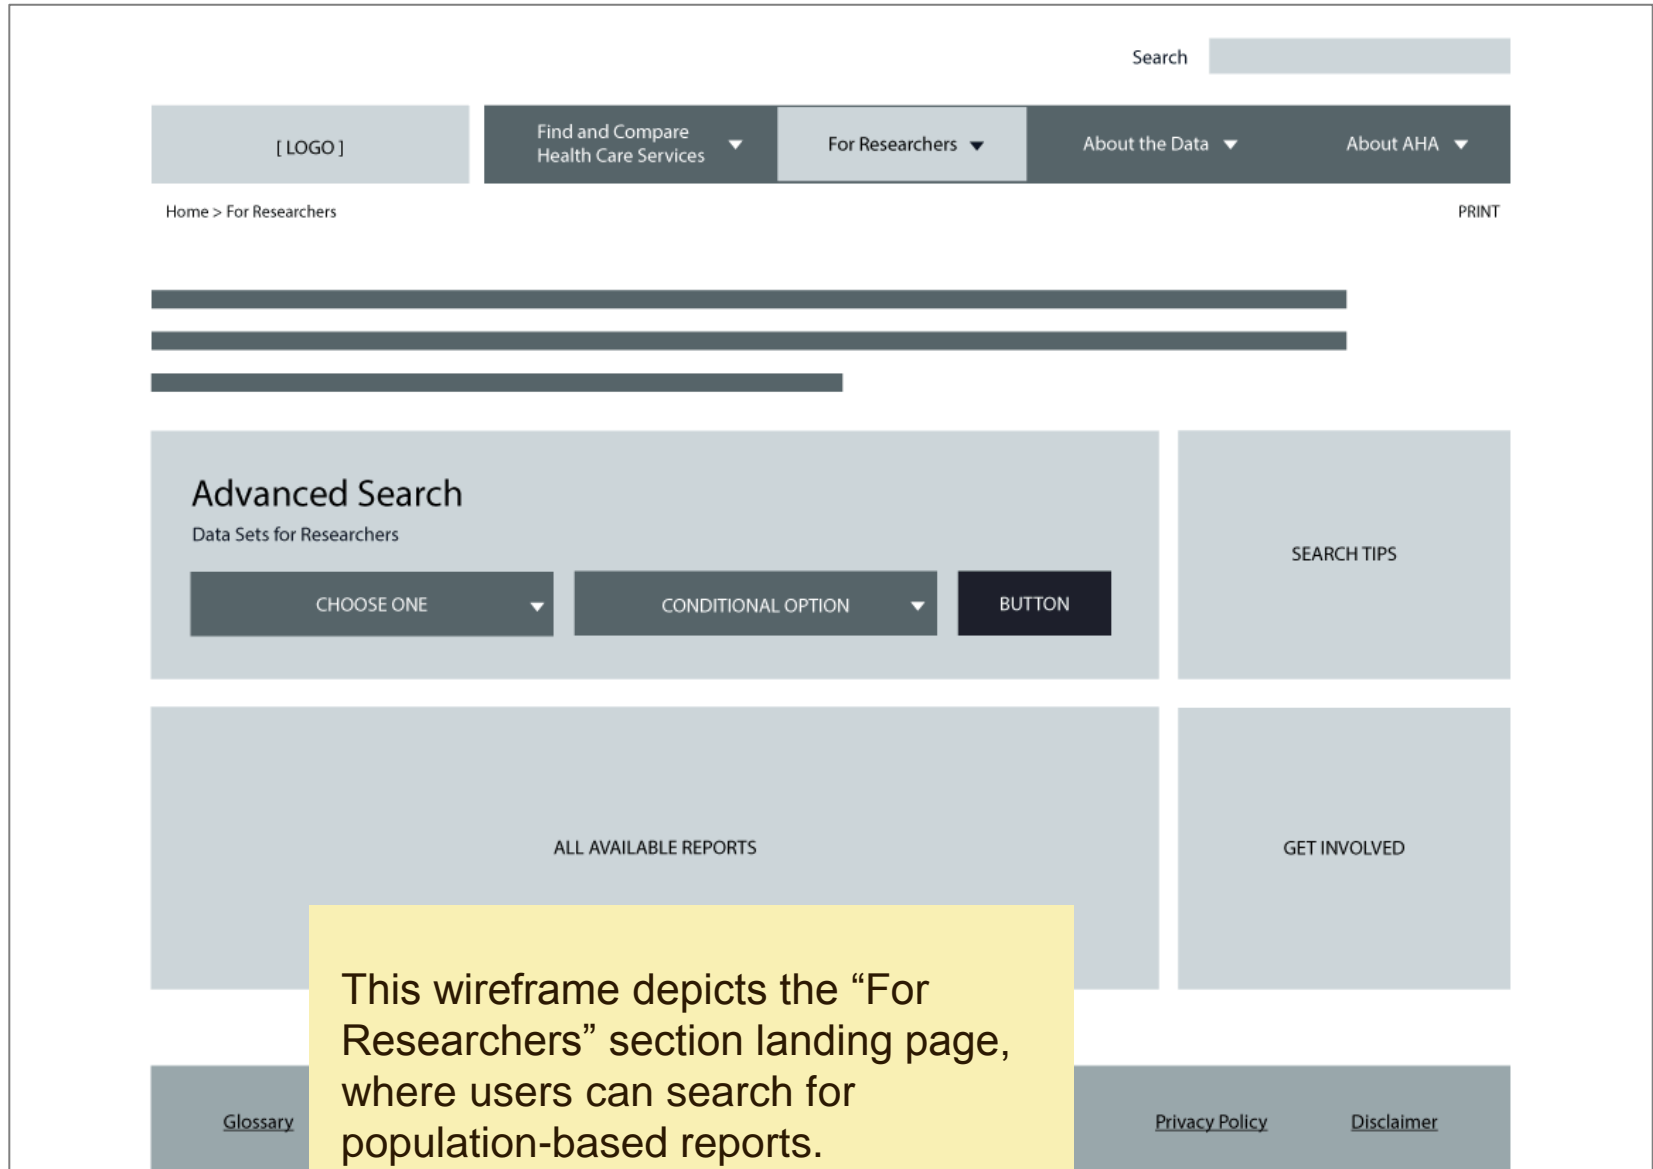 Search
[ LOGO ]
Find and Compare
Health Care Services
For Researchers
About the Data
About AHA
Home > For Researchers
PRINT
Advanced Search
Data Sets for Researchers
CHOOSE ONE
CONDITIONAL OPTION
BUTTON
SEARCH TIPS
ALL AVAILABLE REPORTS
GET INVOLVED
This wireframe depicts the “For
Researchers” section landing page,
where users can search for
population-based reports.
Glossary
Privacy Policy
Disclaimer